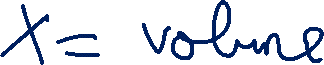 X = volume